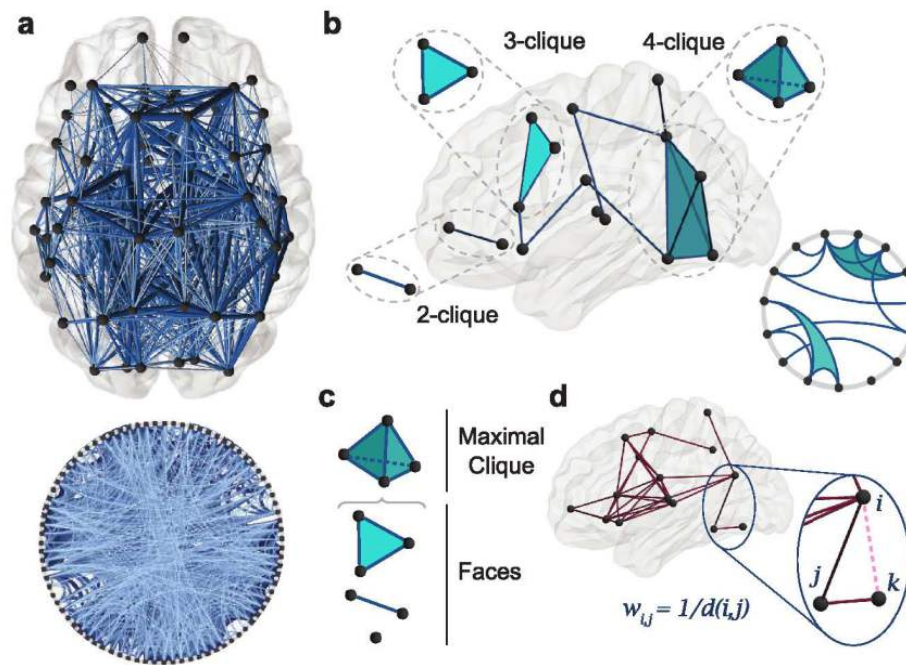 a
b
3-clique
4-clique
2-clique
c
Maximal
Clique
Faces
d
i
j
k
w_{i,j} = 1/d(i,j)